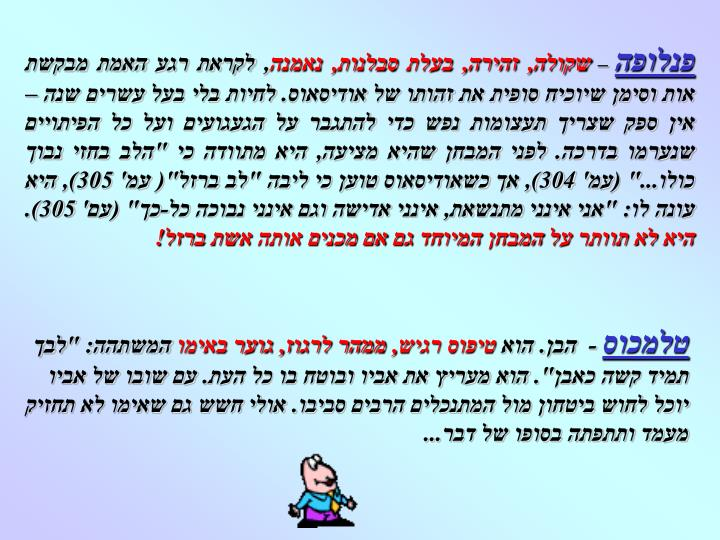 פנלופה – שקולה, זהירה, בעלת סבלנות, נאמנה, לקראת רגע האמת מבקשת
אות וסימן שיוכיח סופית את זהותו של אודיסאוס. לחיות בלי בעל עשרים שנה –
אין ספק שצריך תעצומות נפש כדי להתגבר על הגעגועים ועל כל הפיתויים
שנערמו בדרכה. לפני המבחן שהיא מציעה, היא מתוודה כי "הלב בחזי נבוך
כולו..." (עמ' 304), אך כשאודיסאוס טוען כי ליבה "לב ברזל"( עמ' 305), היא
עונה לו: "אני אינני מתנשאת, אינני אדישה וגם אינני נבוכה כל-כך" (עם' 305).
היא לא תוותר על המבחן המיוחד גם אם מכנים אותה אשת ברזל!
טלמכוס - הבן. הוא טיפוס רגיש, ממהר לרגוז, גוער באימו המשתהה: "לבך
תמיד קשה כאבן". הוא מעריץ את אביו ובוטח בו כל העת. עם שובו של אביו
יוכל לחוש ביטחון מול המתנכלים הרבים סביבו. אולי חשש גם שאימו לא תחזיק
מעמד ותתפתה בסופו של דבר...